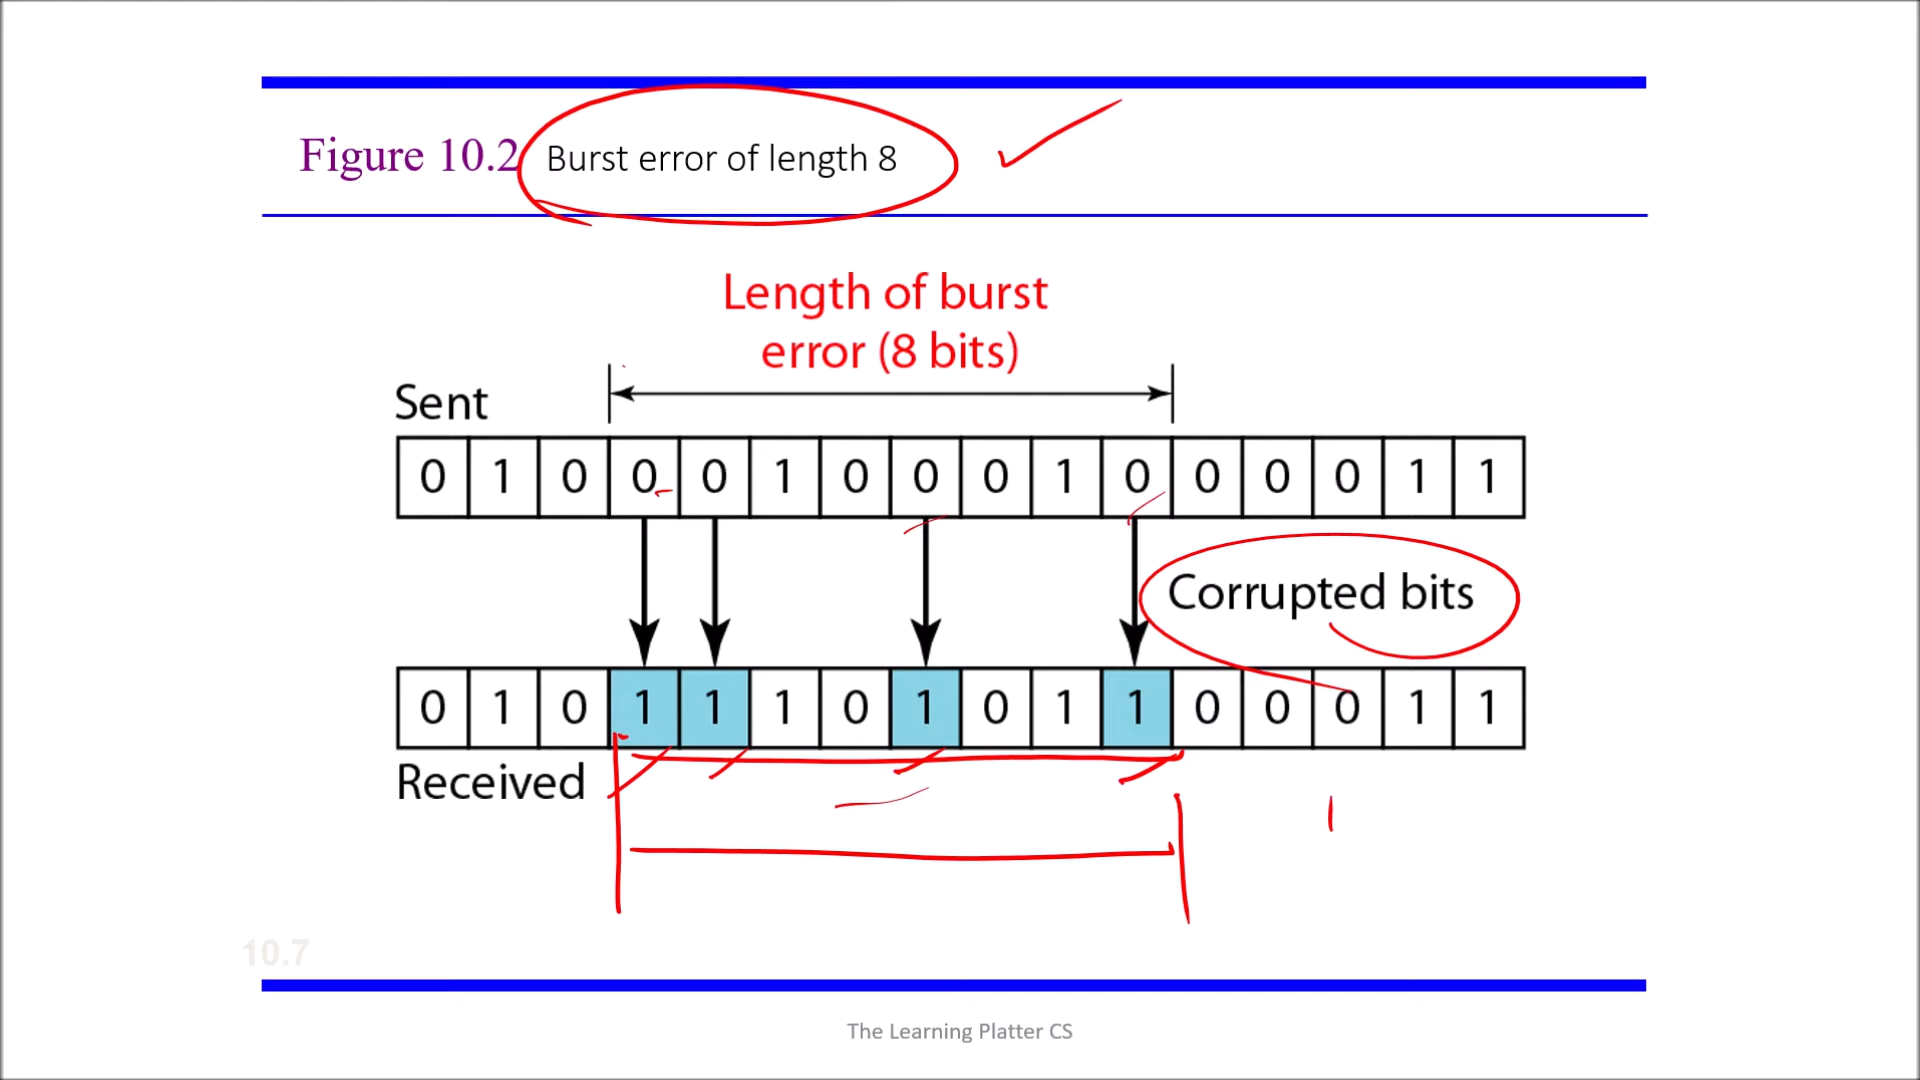 Figure 10.2 Burst error of length 8
Length of burst
error (8 bits)
Sent
0 1 0 0 0 1 0 0 0 1 0 0 0 0 1 1
Corrupted bits
0 1 0 1 1 1 0 1 0 1 1 0 0 0 1 1
Received
10.7
The Learning Platter CS